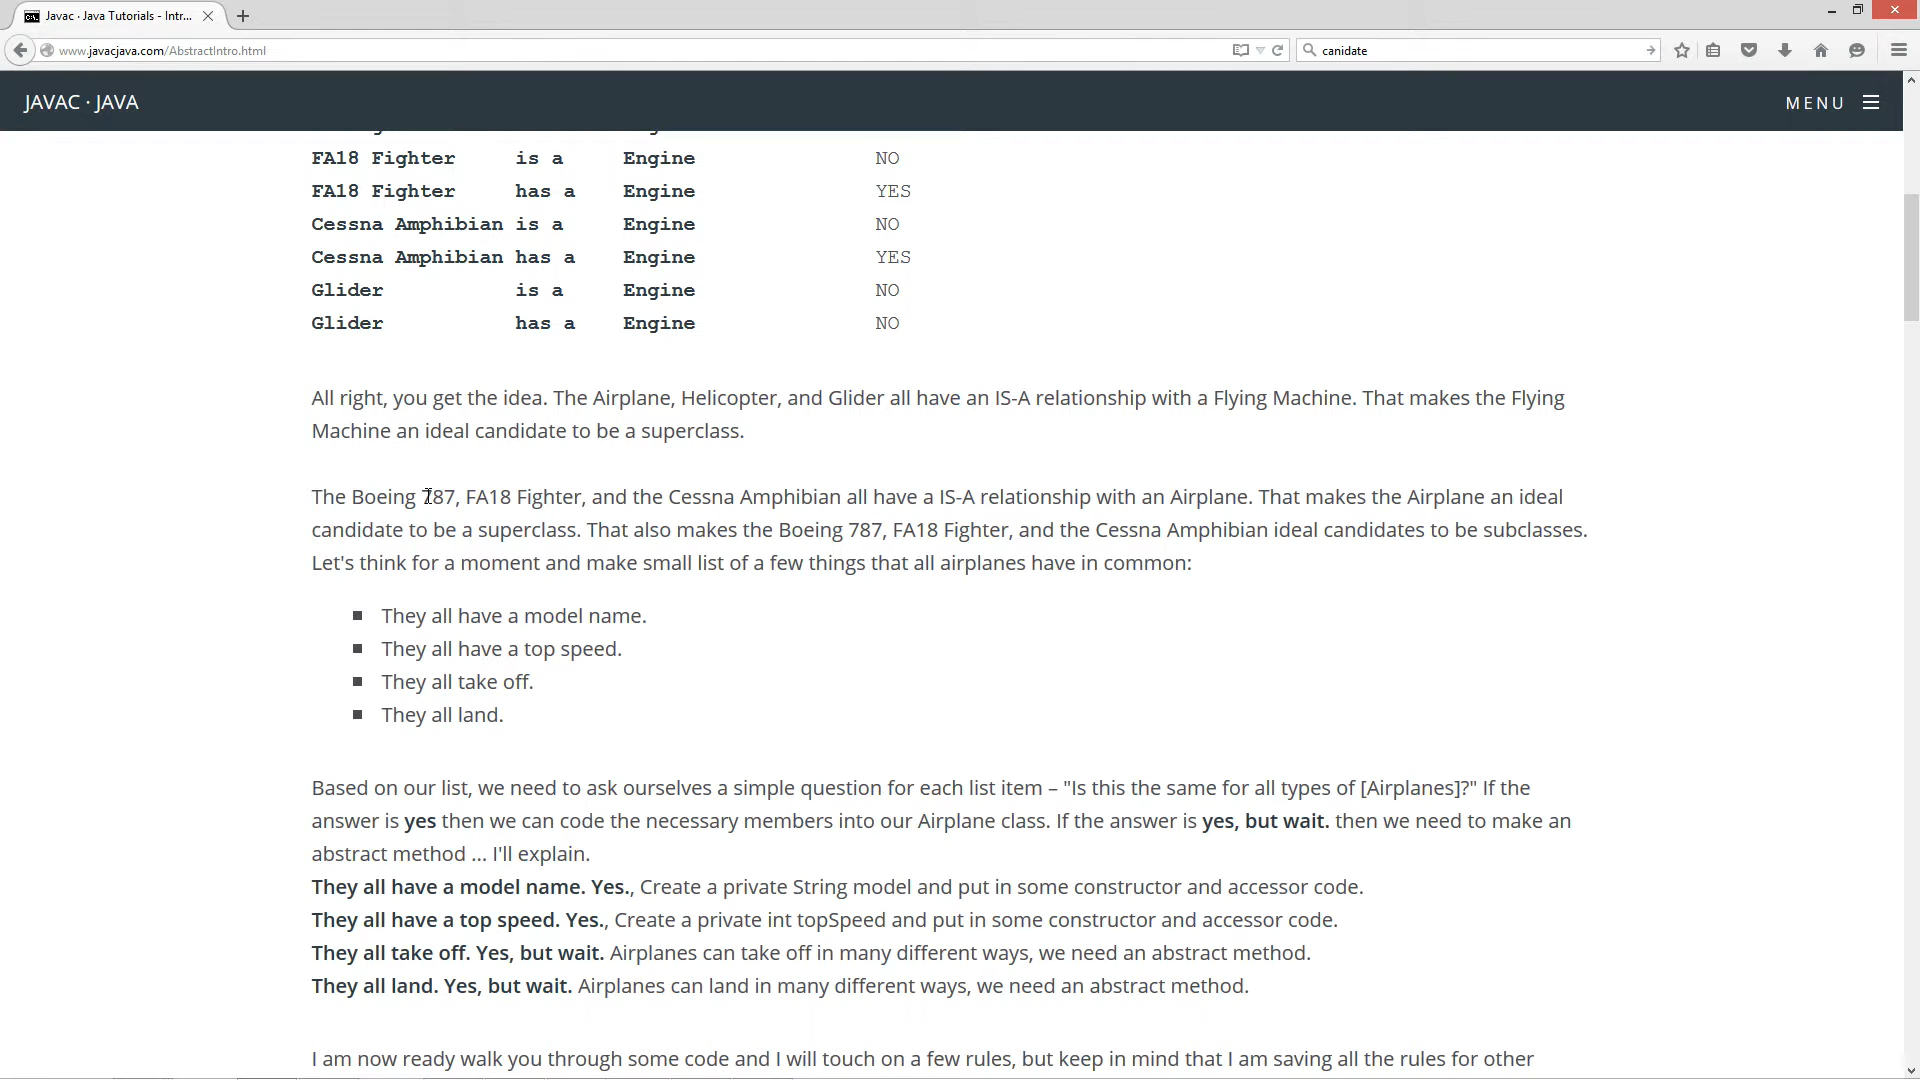 Javac · Java Tutorials - Intr...
www.javacjava.com/AbstractIntro.html
canidate
JAVAC · JAVA
MENU
FA18 Fighter is a Engine NO
FA18 Fighter has a Engine YES
Cessna Amphibian is a Engine NO
Cessna Amphibian has a Engine YES
Glider is a Engine NO
Glider has a Engine NO
All right, you get the idea. The Airplane, Helicopter, and Glider all have an IS-A relationship with a Flying Machine. That makes the Flying
Machine an ideal candidate to be a superclass.
The Boeing 787, FA18 Fighter, and the Cessna Amphibian all have a IS-A relationship with an Airplane. That makes the Airplane an ideal
candidate to be a superclass. That also makes the Boeing 787, FA18 Fighter, and the Cessna Amphibian ideal candidates to be subclasses.
Let's think for a moment and make small list of a few things that all airplanes have in common:
They all have a model name.
They all have a top speed.
They all take off.
They all land.
Based on our list, we need to ask ourselves a simple question for each list item – "Is this the same for all types of [Airplanes]?" If the
answer is yes then we can code the necessary members into our Airplane class. If the answer is yes, but wait. then we need to make an
abstract method ... I'll explain.
They all have a model name. Yes., Create a private String model and put in some constructor and accessor code.
They all have a top speed. Yes., Create a private int topSpeed and put in some constructor and accessor code.
They all take off. Yes, but wait. Airplanes can take off in many different ways, we need an abstract method.
They all land. Yes, but wait. Airplanes can land in many different ways, we need an abstract method.
I am now ready walk you through some code and I will touch on a few rules, but keep in mind that I am saving all the rules for other